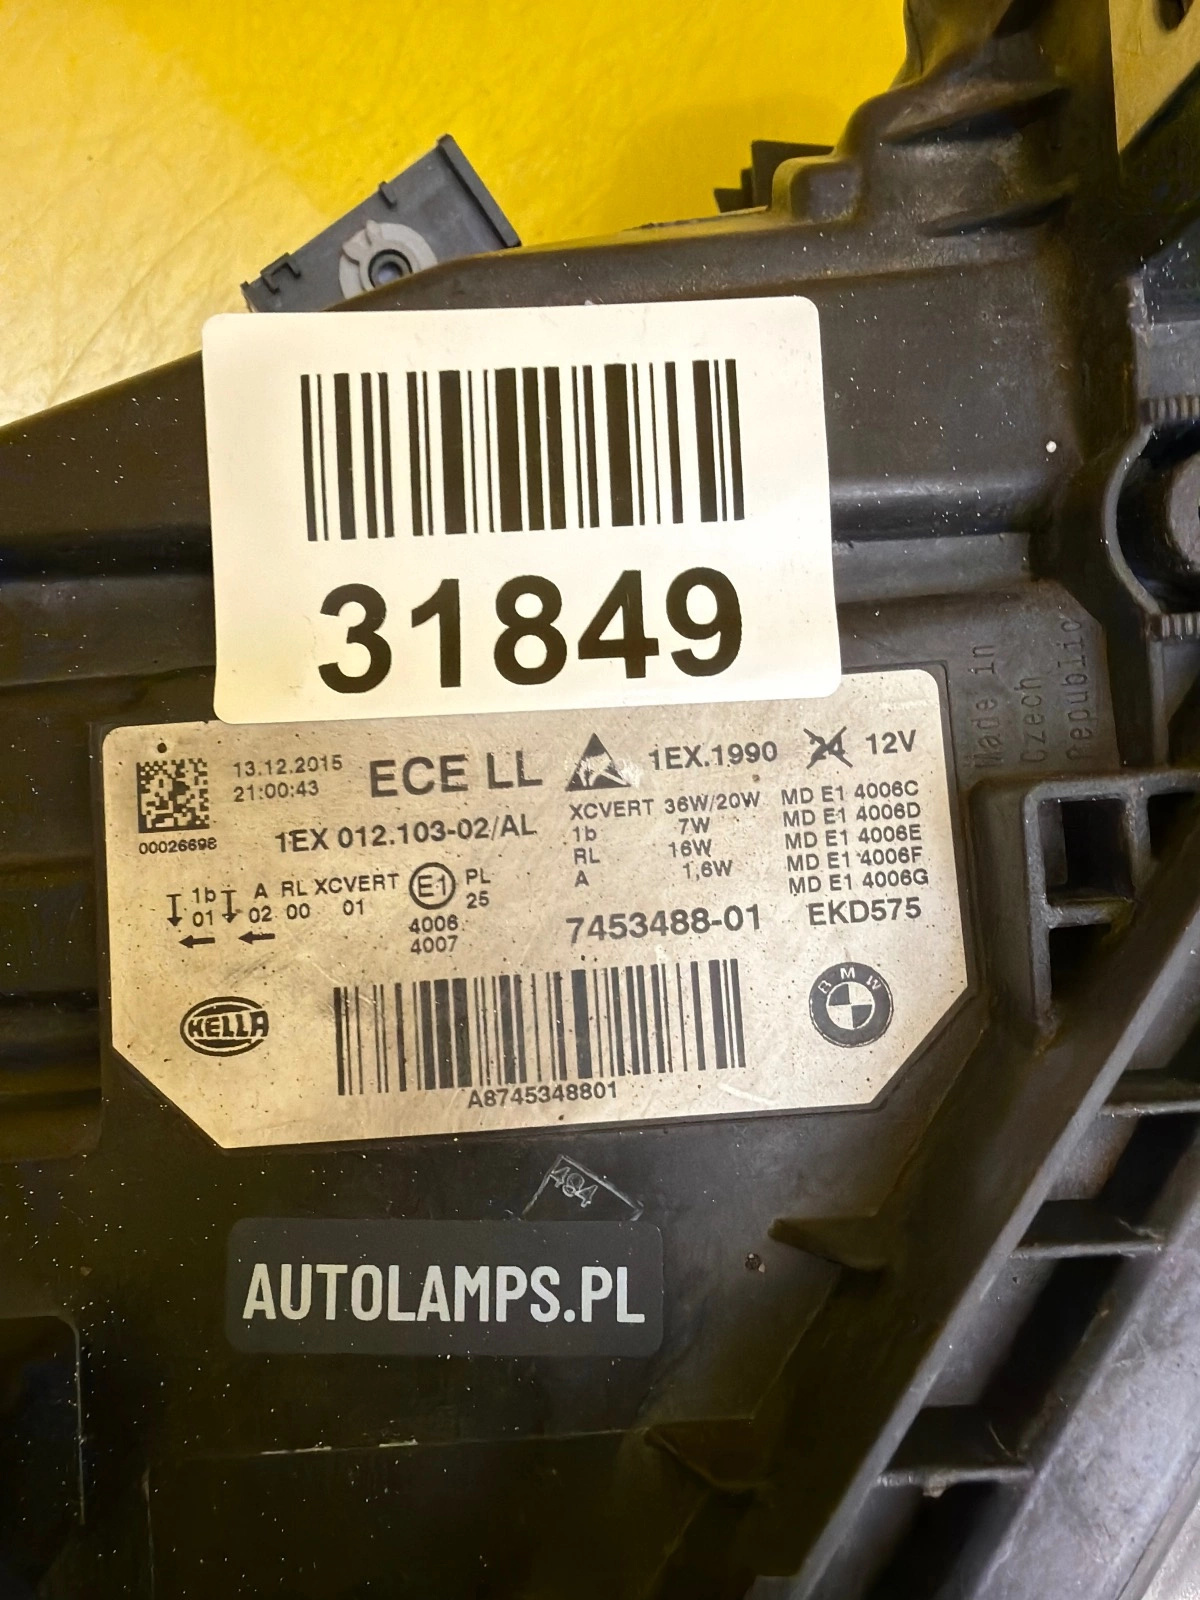 31849
13.12.2015
21:00:43
00026698
ECE LL
1EX.1990
24 12V
1EX 012.103-02/AL
XCVERT 36W/20W
1b 7W
RL 16W
A 1,6W
MD E1 4006C
MD E1 4006D
MD E1 4006E
MD E1 4006F
MD E1 4006G
1b A RL XCVERT
01 02 00 01
E1
PL
25
4006
4007
7453488-01
EKD575
HELLA
BMW
A8745348801
Made in
Czech
Republic
484
AUTOLAMPS.PL